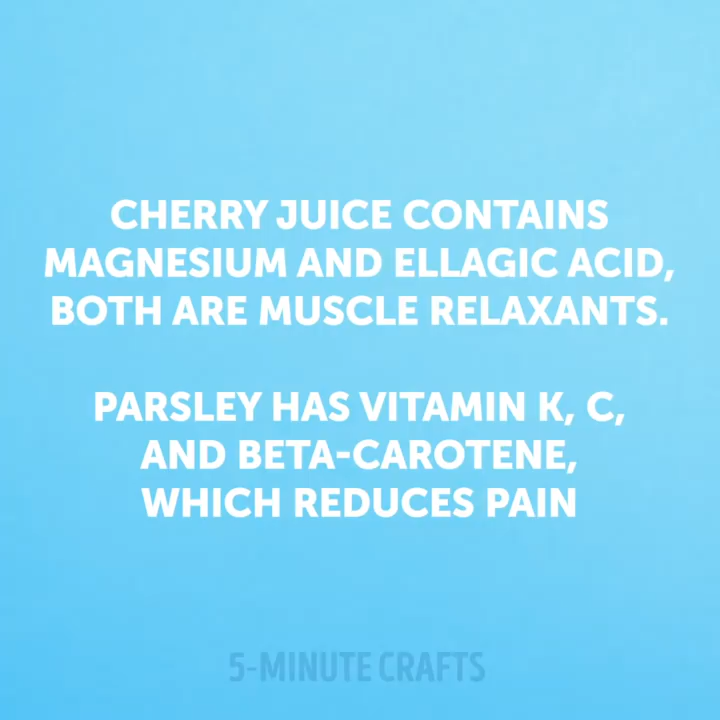 CHERRY JUICE CONTAINS
MAGNESIUM AND ELLAGIC ACID,
BOTH ARE MUSCLE RELAXANTS.
PARSLEY HAS VITAMIN K, C,
AND BETA-CAROTENE,
WHICH REDUCES PAIN
5-MINUTE CRAFTS